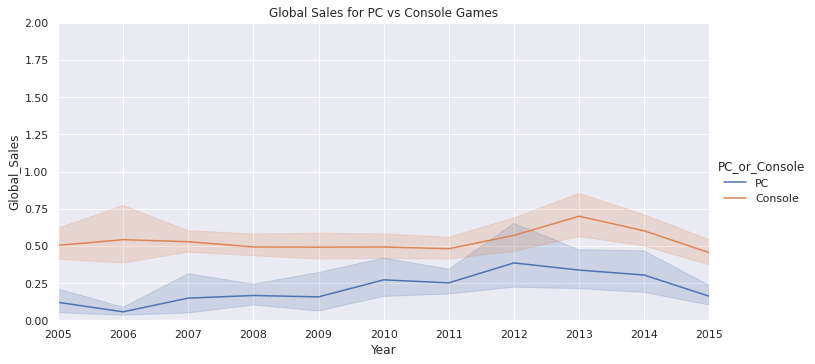 Global Sales for PC vs Console Games
2.00
1.75
1.50
1.25
1.00
0.75
0.50
0.25
0.00
Global_Sales
2005 2006 2007 2008 2009 2010 2011 2012 2013 2014 2015
Year
PC_or_Console
PC
Console